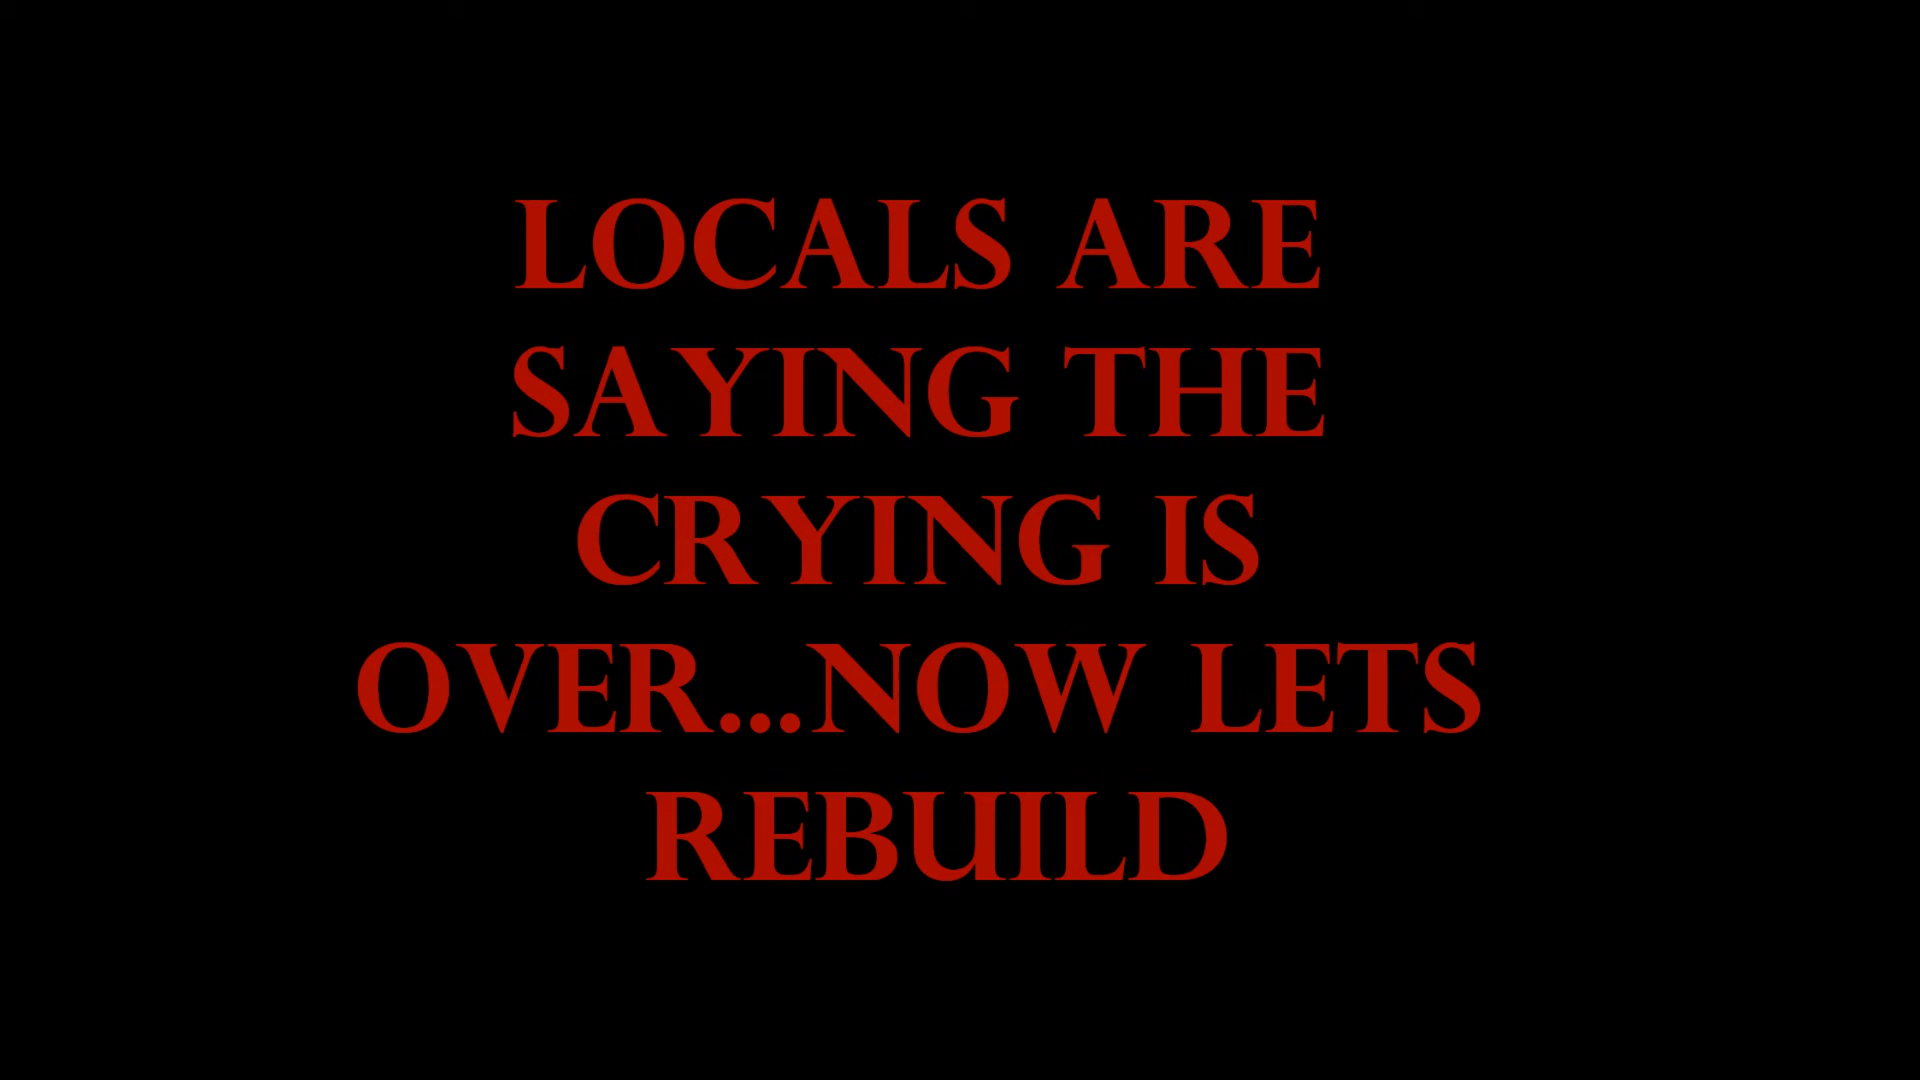 LOCALS ARE
SAYING THE
CRYING IS
OVER...NOW LETS
REBUILD